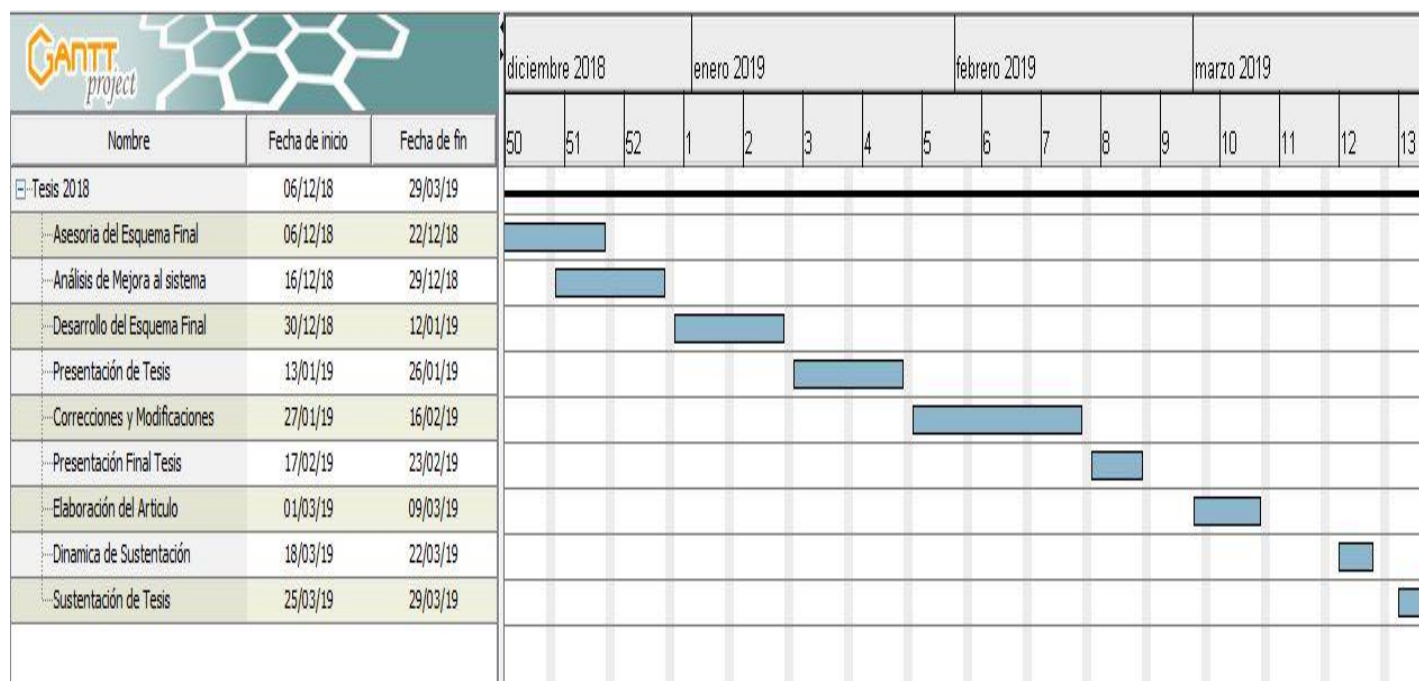 GANTT
project
diciembre 2018 enero 2019 febrero 2019 marzo 2019
Nombre Fecha de inicio Fecha de fin 50 51 52 1 2 3 4 5 6 7 8 9 10 11 12 13
Tesis 2018 06/12/18 29/03/19
Asesoria del Esquema Final 06/12/18 22/12/18
Análisis de Mejora al sistema 16/12/18 29/12/18
Desarrollo del Esquema Final 30/12/18 12/01/19
Presentación de Tesis 13/01/19 26/01/19
Correcciones y Modificaciones 27/01/19 16/02/19
Presentación Final Tesis 17/02/19 23/02/19
Elaboración del Articulo 01/03/19 09/03/19
Dinamica de Sustentación 18/03/19 22/03/19
Sustentación de Tesis 25/03/19 29/03/19